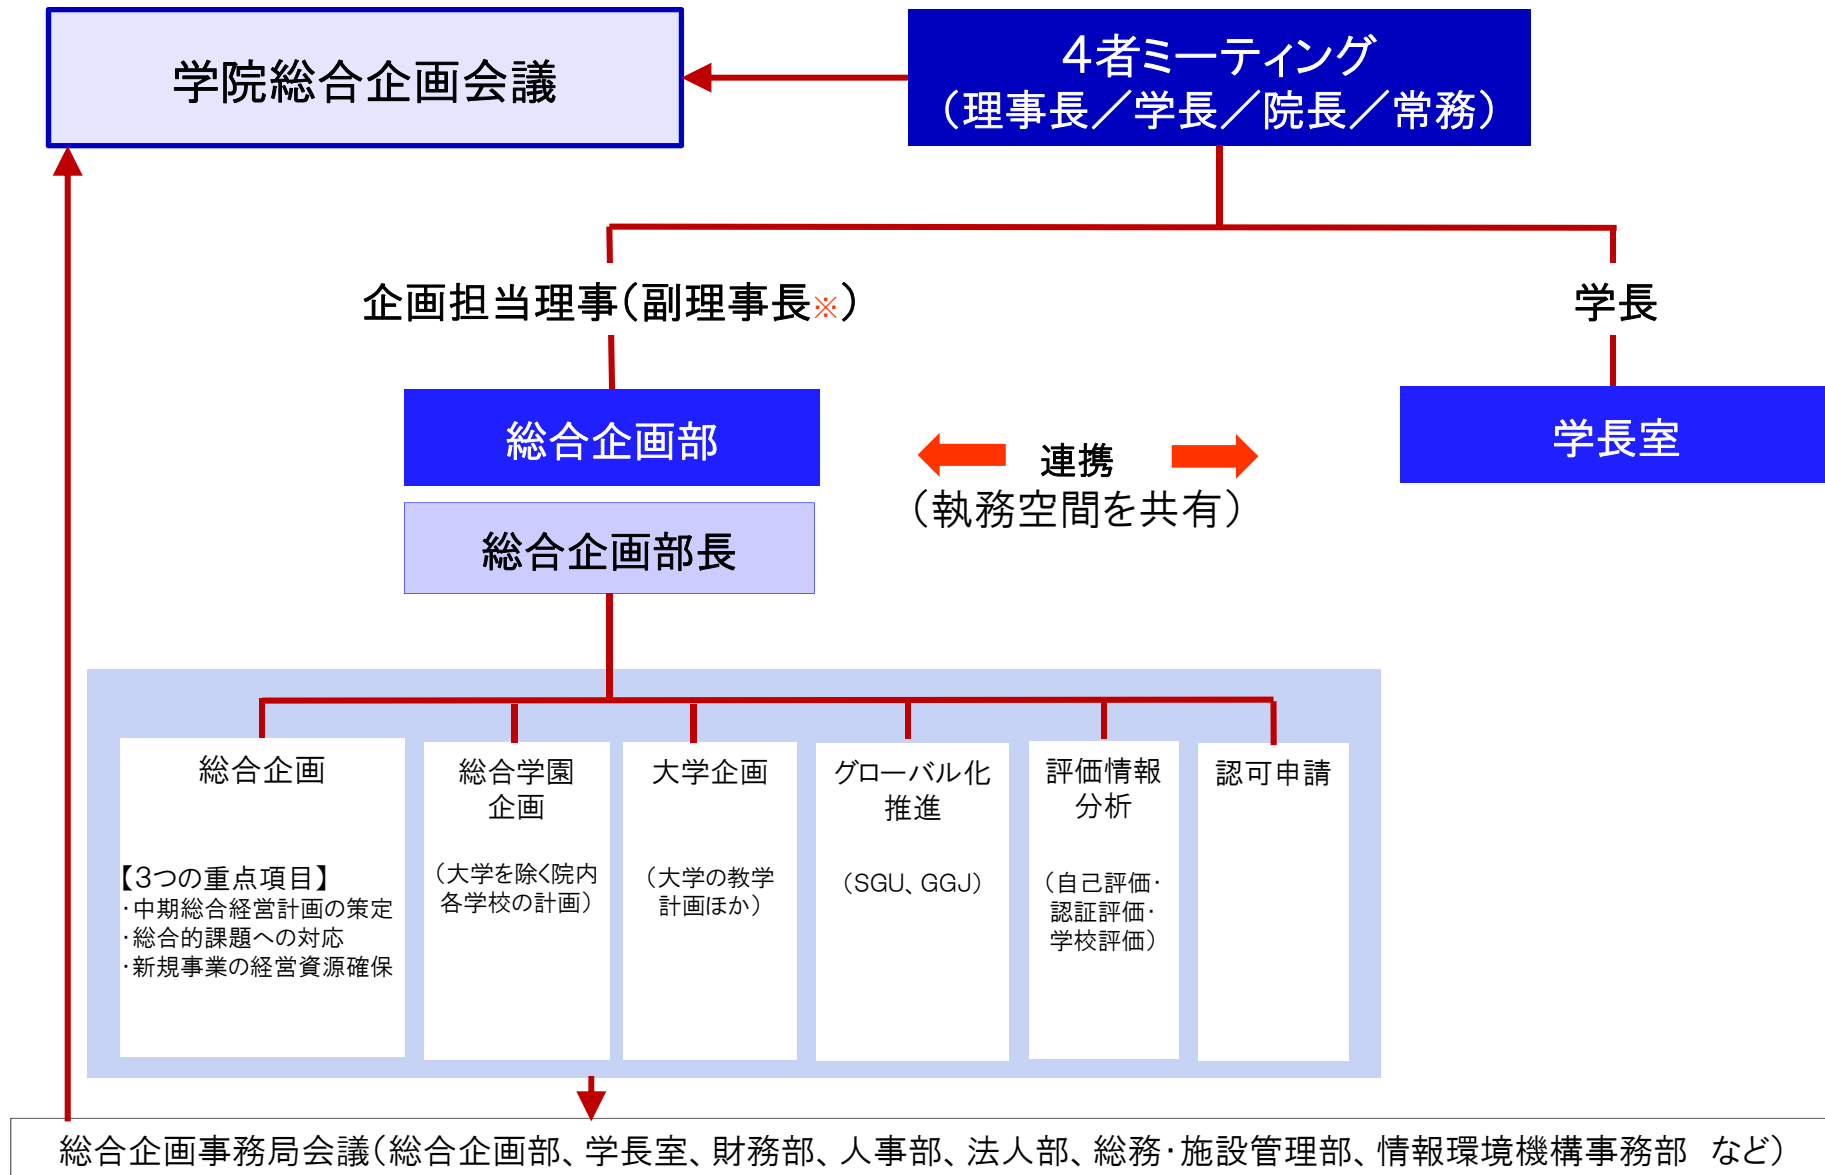 学院総合企画会議
４者ミーティング
（理事長／学長／院長／常務）
企画担当理事（副理事長※）
学長
総合企画部
学長室
連携
（執務空間を共有）
総合企画部長
総合企画
【３つの重点項目】
・中期総合経営計画の策定
・総合的課題への対応
・新規事業の経営資源確保
総合学園
企画
（大学を除く院内
各学校の計画）
大学企画
（大学の教学
計画ほか）
グローバル化
推進
（SGU、GGJ）
評価情報
分析
（自己評価・
認証評価・
学校評価）
認可申請
総合企画事務局会議（総合企画部、学長室、財務部、人事部、法人部、総務・施設管理部、情報環境機構事務部　など）